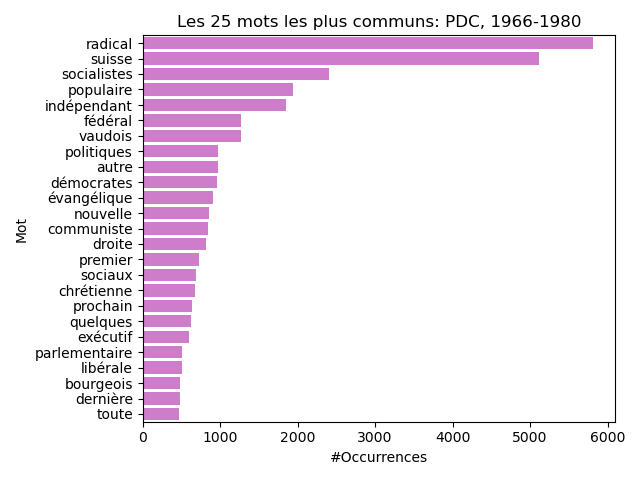 Les 25 mots les plus communs: PDC, 1966-1980
radical
suisse
socialistes
populaire
indépendant
fédéral
vaudois
politiques
autre
démocrates
évangélique
nouvelle
communiste
droite
premier
sociaux
chrétienne
prochain
quelques
exécutif
parlementaire
libérale
bourgeois
dernière
toute
Mot
0 1000 2000 3000 4000 5000 6000
#Occurrences